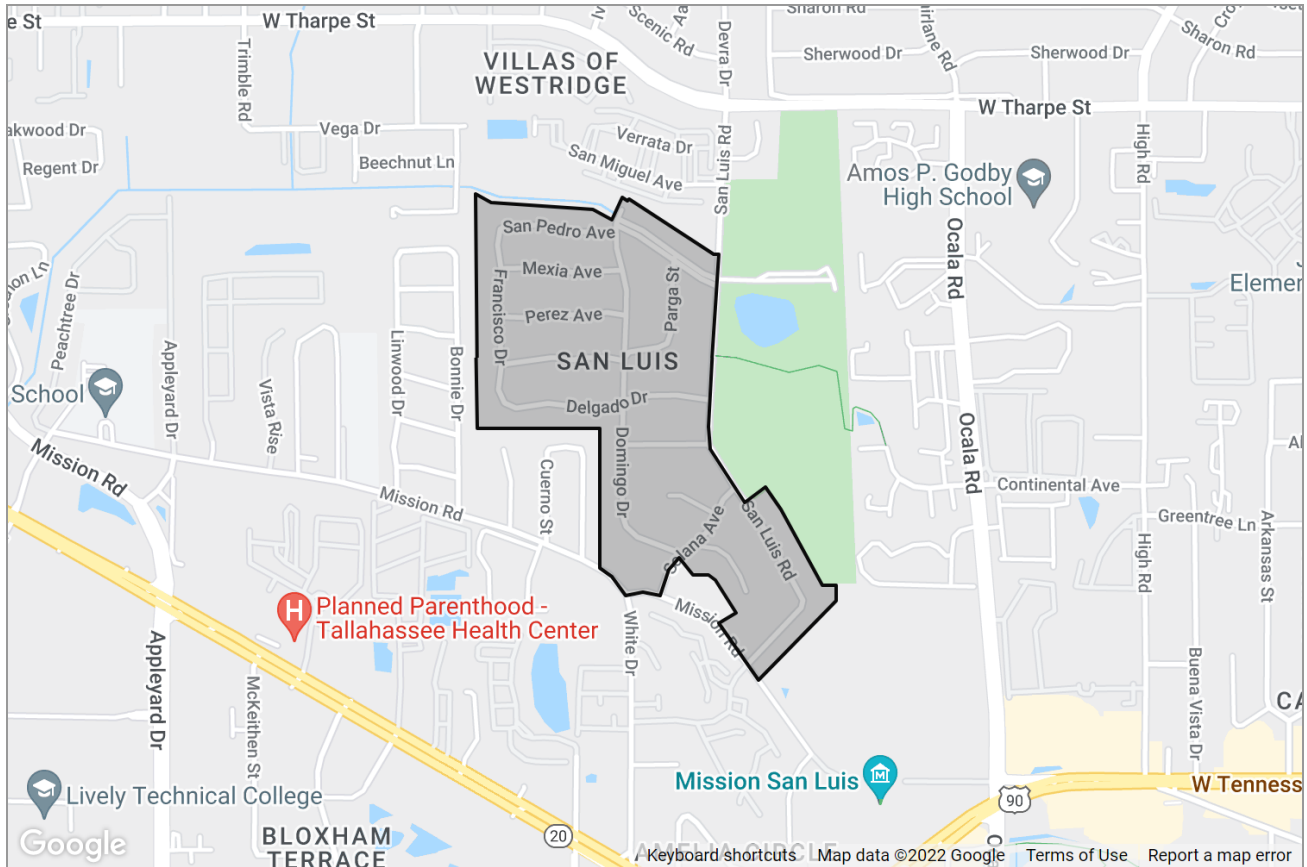 e St
W Tharpe St
Sharon Rd
Scenic Rd
Devra Dr
Sherwood Dr
Sherwood Dr
Sharon Rd
VILLAS OF
WESTRIDGE
Trimble Rd
W Tharpe St
akwood Dr
Vega Dr
Verrata Dr
Regent Dr
Beechnut Ln
San Miguel Ave
San Luis Rd
High Rd
Amos P. Godby
High School
San Pedro Ave
Ocala Rd
Mexia Ave
Parga St
Peachtree Dr
Francisco Dr
Perez Ave
Elemen
Appleyard Dr
Linwood Dr
Bonnie Dr
SAN LUIS
School
Vista Rise
Delgado Dr
Domingo Dr
Ocala Rd
Mission Rd
Cuerno St
Mission Rd
Continental Ave
Solana Ave
San Luis Rd
Greentree Ln
Arkansas St
High Rd
Planned Parenthood -
Tallahassee Health Center
White Dr
Mission Rd
Appleyard Dr
McKeithen St
Buena Vista Dr
CA
Lively Technical College
Mission San Luis
W Tenness
90
20
BLOXHAM
TERRACE
AMELIA CIRCLE
Google
Keyboard shortcuts
Map data ©2022 Google
Terms of Use
Report a map error